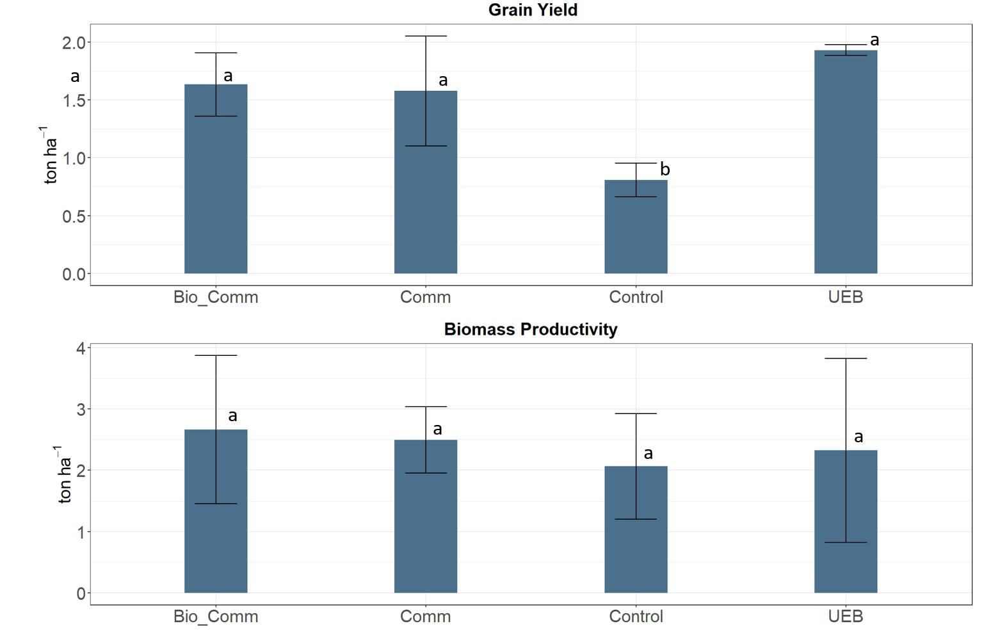 Grain Yield
2.0
1.5
1.0
0.5
0.0
ton ha⁻¹
a
a
a
b
a
Bio_Comm Comm Control UEB
Biomass Productivity
4
3
2
1
0
ton ha⁻¹
a
a
a
a
Bio_Comm Comm Control UEB